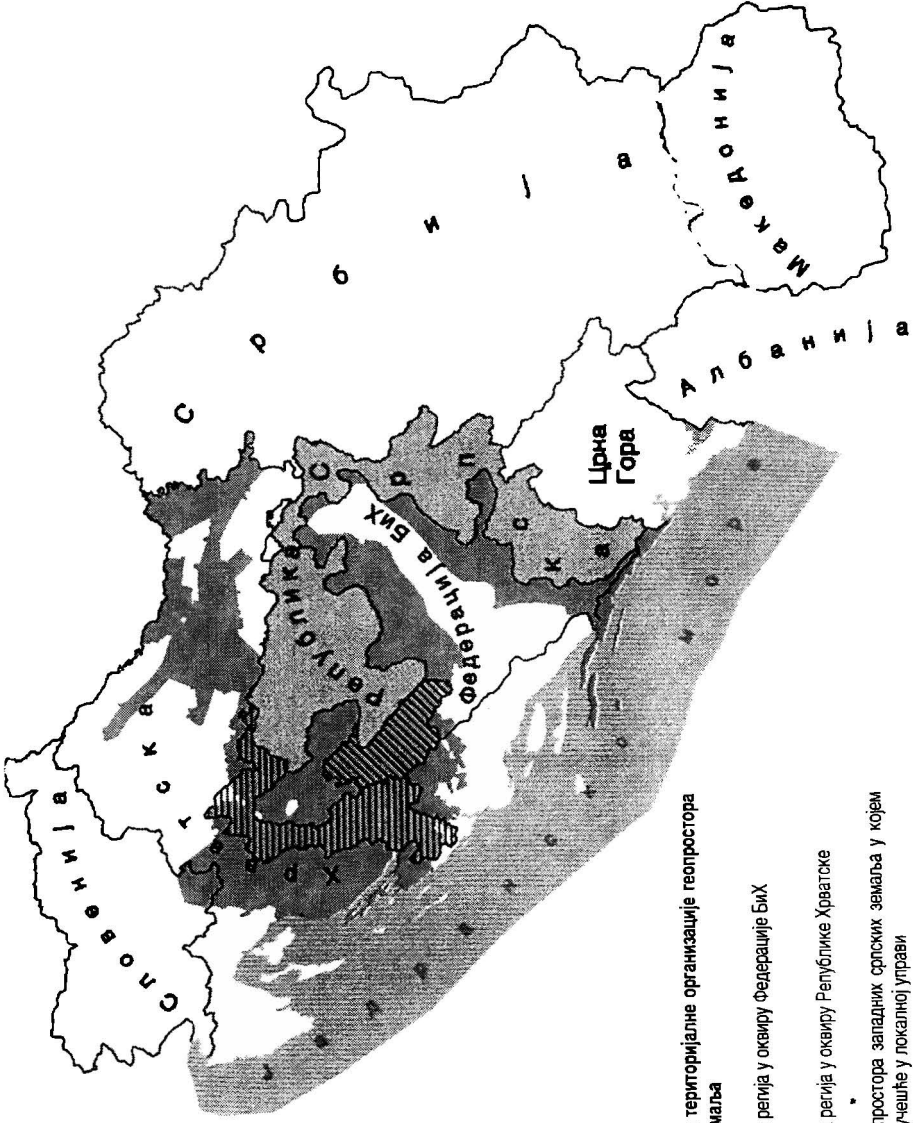 Словенија
Хрватска
Србија
Република
Српска
Федерација БиХ
Црна
Гора
Македонија
Албанија
Јадранско море
територијалне организације геопростора
маља
регија у оквиру Федерације БиХ
регија у оквиру Републике Хрватске
простора западних српских земаља у којем
учешће у локалној управи